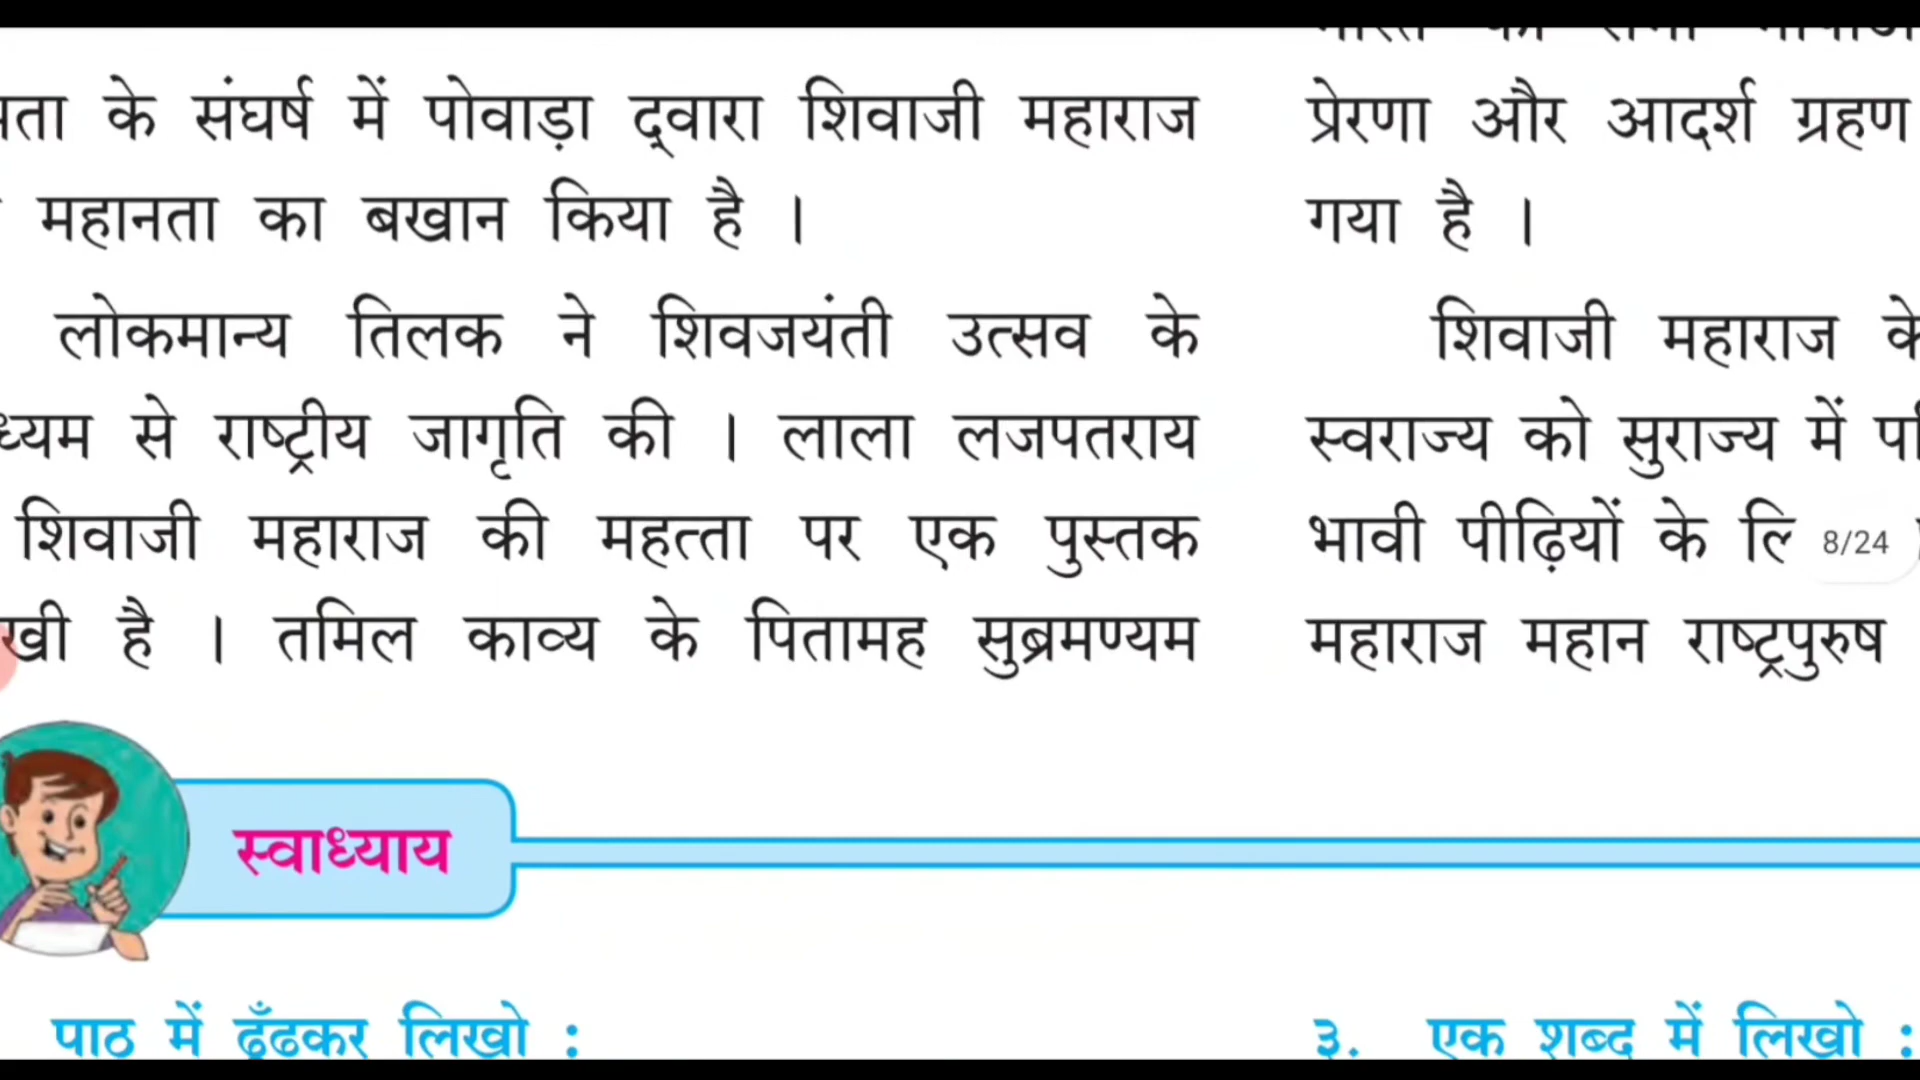 के संघर्ष में पोवाड़ा द्वारा शिवाजी महाराज
महानता का बखान किया है ।
लोकमान्य तिलक ने शिवजयंती उत्सव के
से राष्ट्रीय जागृति की । लाला लजपतराय
शिवाजी महाराज की महत्ता पर एक पुस्तक
है । तमिल काव्य के पितामह सुब्रमण्यम
प्रेरणा और आदर्श ग्रहण
गया है ।
शिवाजी महाराज के
स्वराज्य को सुराज्य में
भावी पीढ़ियों के
महाराज महान राष्ट्रपुरुष
8/24
स्वाध्याय
पाठ में ढूँढ़कर लिखो :
३. एक शब्द में लिखो :